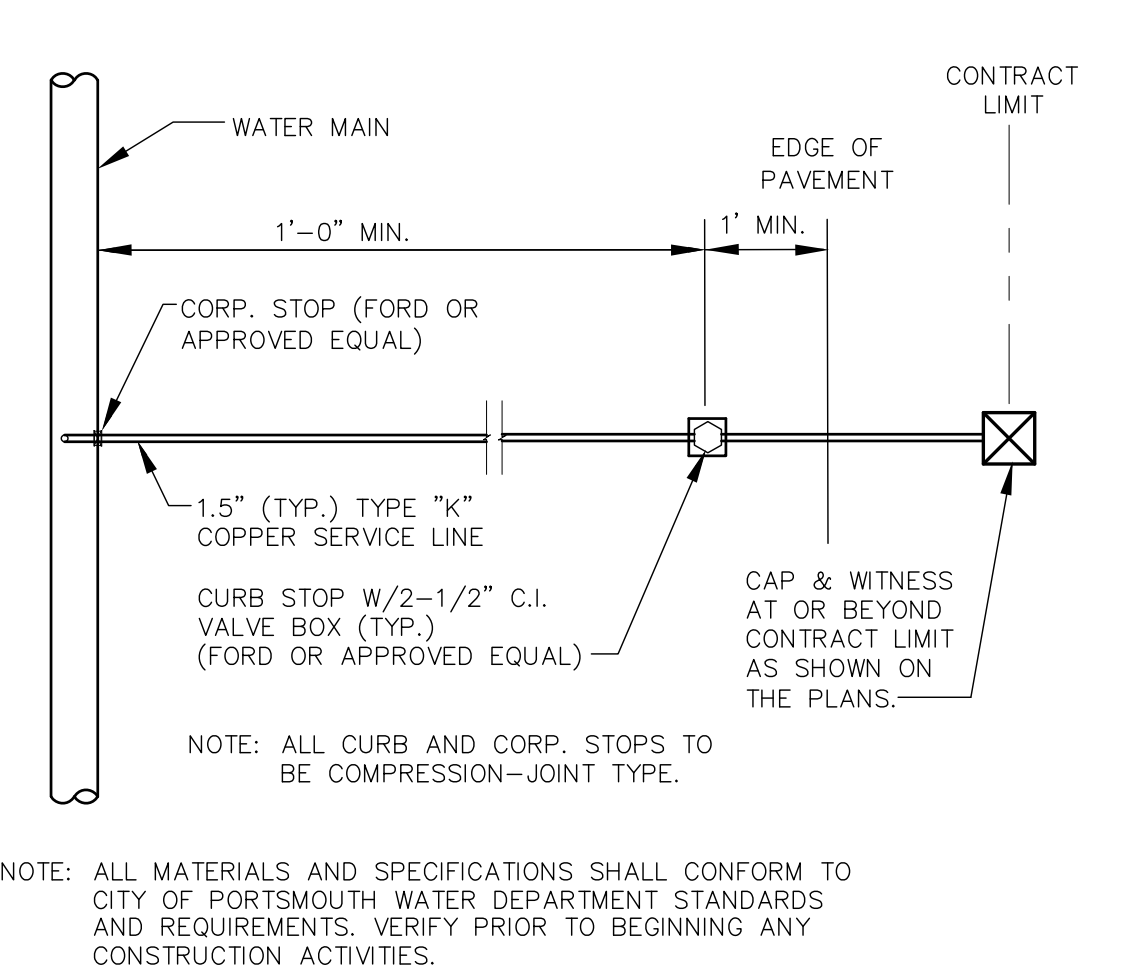 CONTRACT
LIMIT
WATER MAIN
EDGE OF
PAVEMENT
1'-0" MIN.
1' MIN.
CORP. STOP (FORD OR
APPROVED EQUAL)
1.5" (TYP.) TYPE "K"
COPPER SERVICE LINE
CURB STOP W/2-1/2" C.I.
VALVE BOX (TYP.)
(FORD OR APPROVED EQUAL)
CAP & WITNESS
AT OR BEYOND
CONTRACT LIMIT
AS SHOWN ON
THE PLANS.
NOTE: ALL CURB AND CORP. STOPS TO
BE COMPRESSION-JOINT TYPE.
NOTE: ALL MATERIALS AND SPECIFICATIONS SHALL CONFORM TO
CITY OF PORTSMOUTH WATER DEPARTMENT STANDARDS
AND REQUIREMENTS. VERIFY PRIOR TO BEGINNING ANY
CONSTRUCTION ACTIVITIES.